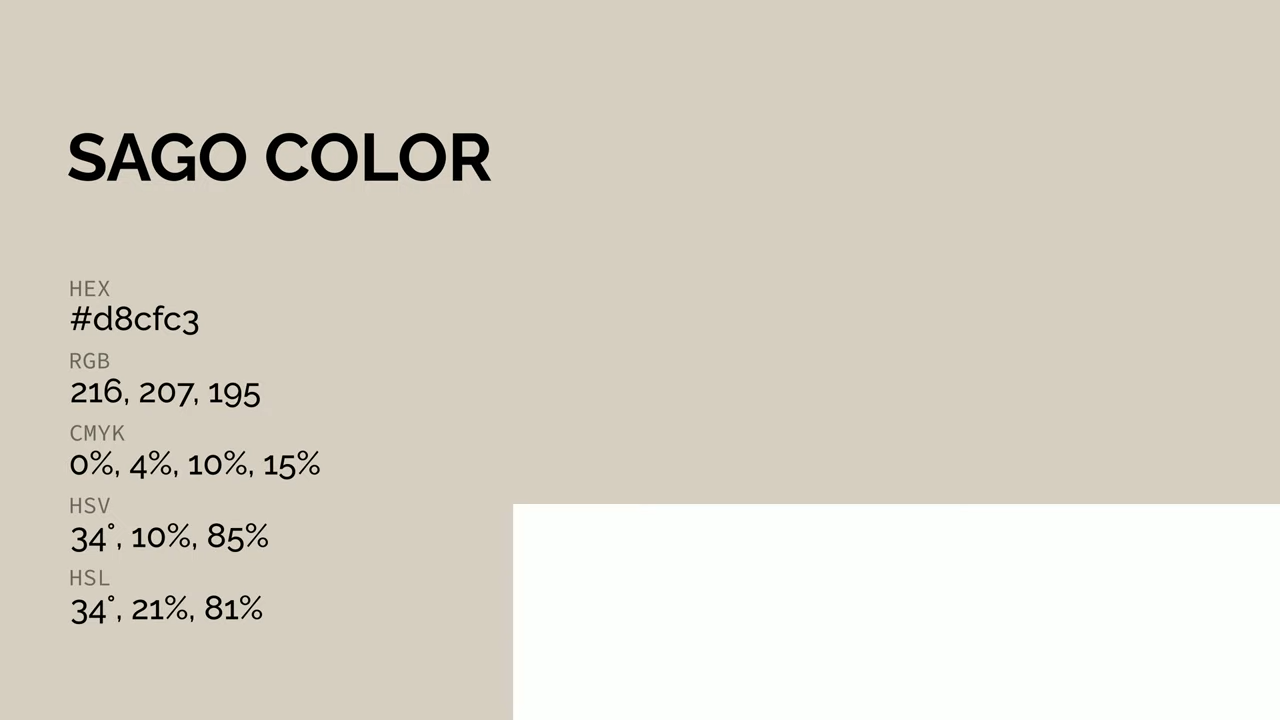 SAGO COLOR
HEX
#d8cfc3
RGB
216, 207, 195
CMYK
0%, 4%, 10%, 15%
HSV
34°, 10%, 85%
HSL
34°, 21%, 81%